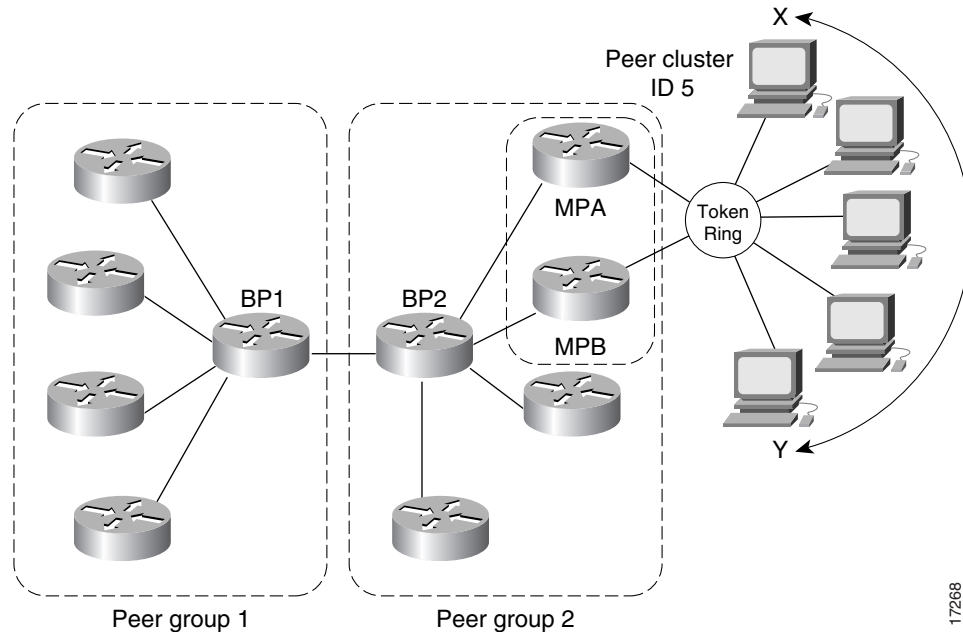 X
Peer cluster
ID 5
MPA
Token
Ring
BP1
BP2
MPB
Y
Peer group 1
Peer group 2
17268